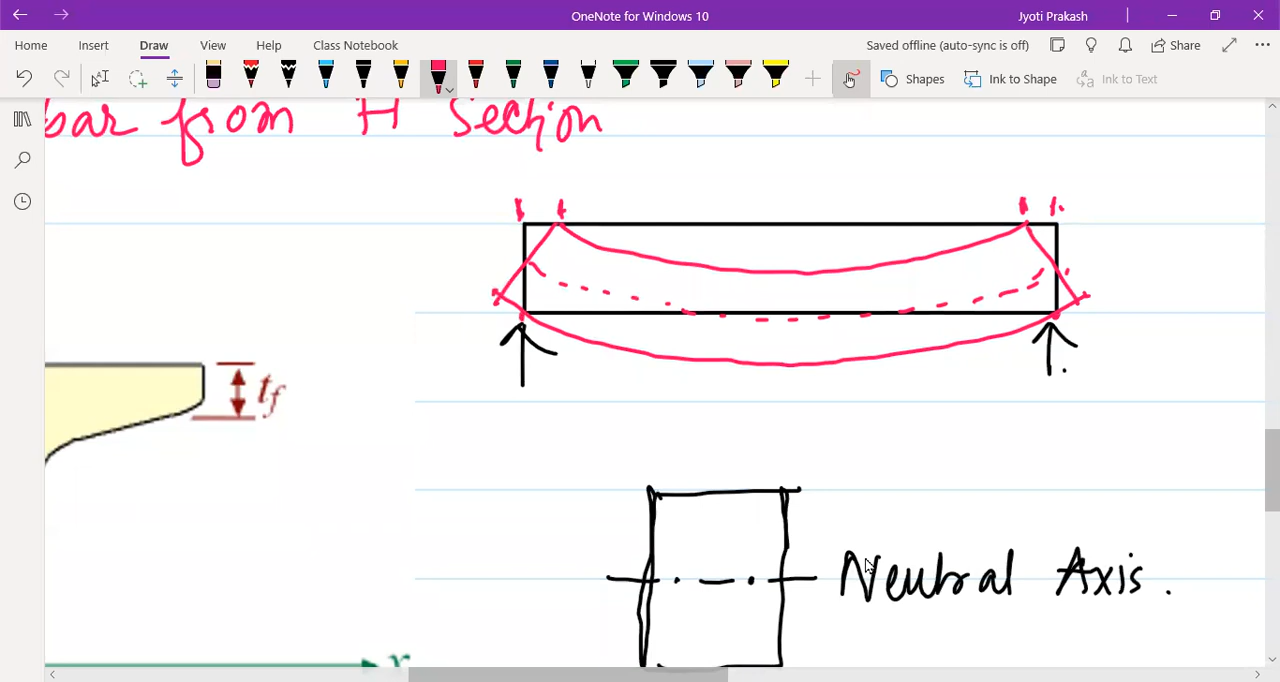 OneNote for Windows 10
Jyoti Prakash
Home Insert Draw View Help Class Notebook
Saved offline (auto-sync is off)
Share
Shapes
Ink to Shape
Ink to Text
bar from H Section
tf
Neutral Axis.
x